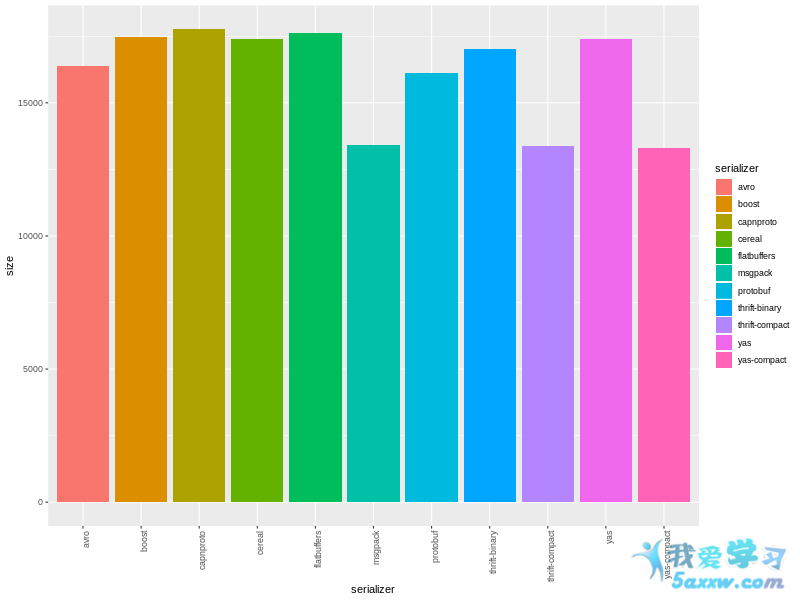 size
15000
10000
5000
0
avro
boost
capnproto
cereal
flatbuffers
msgpack
protobuf
thrift-binary
thrift-compact
yas
yas-compact
serializer
serializer
avro
boost
capnproto
cereal
flatbuffers
msgpack
protobuf
thrift-binary
thrift-compact
yas
yas-compact
我爱学习
5axxw.com